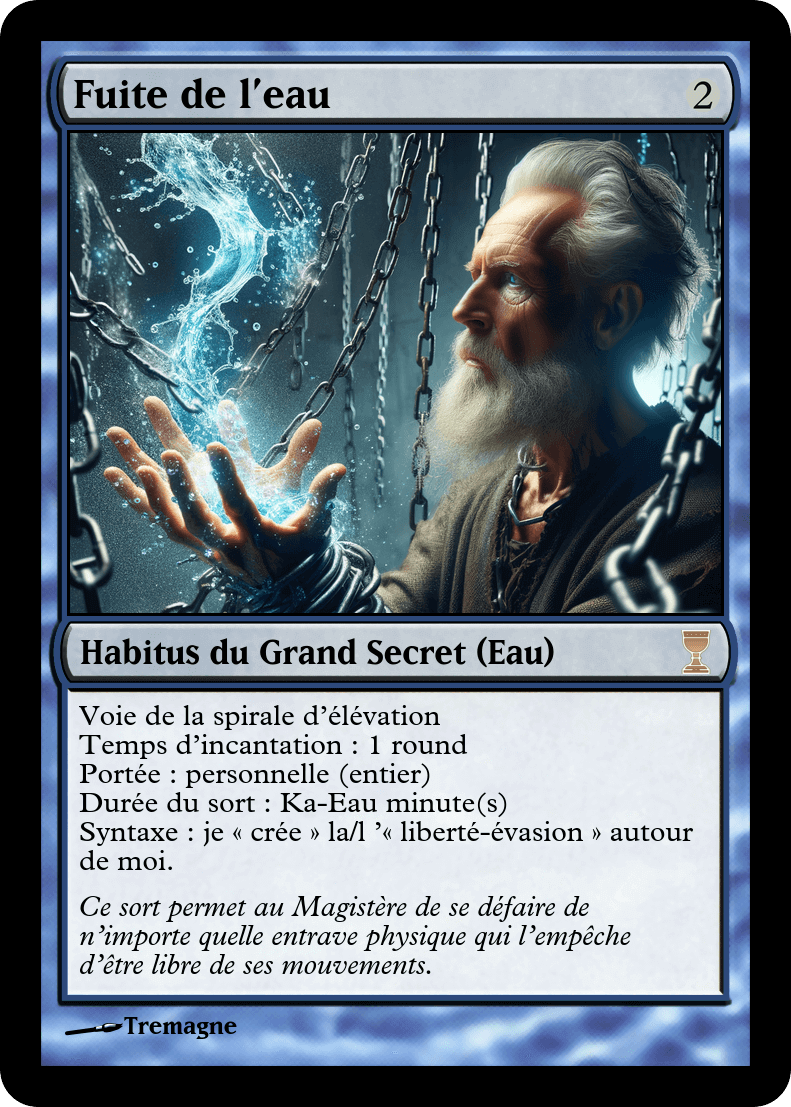 Fuite de l'eau
2
Habitus du Grand Secret (Eau)
Voie de la spirale d'élévation
Temps d'incantation : 1 round
Portée : personnelle (entier)
Durée du sort : Ka-Eau minute(s)
Syntaxe : je « crée » la/l '« liberté-évasion » autour
de moi.
Ce sort permet au Magistère de se défaire de
n'importe quelle entrave physique qui l'empêche
d'être libre de ses mouvements.
Tremagne